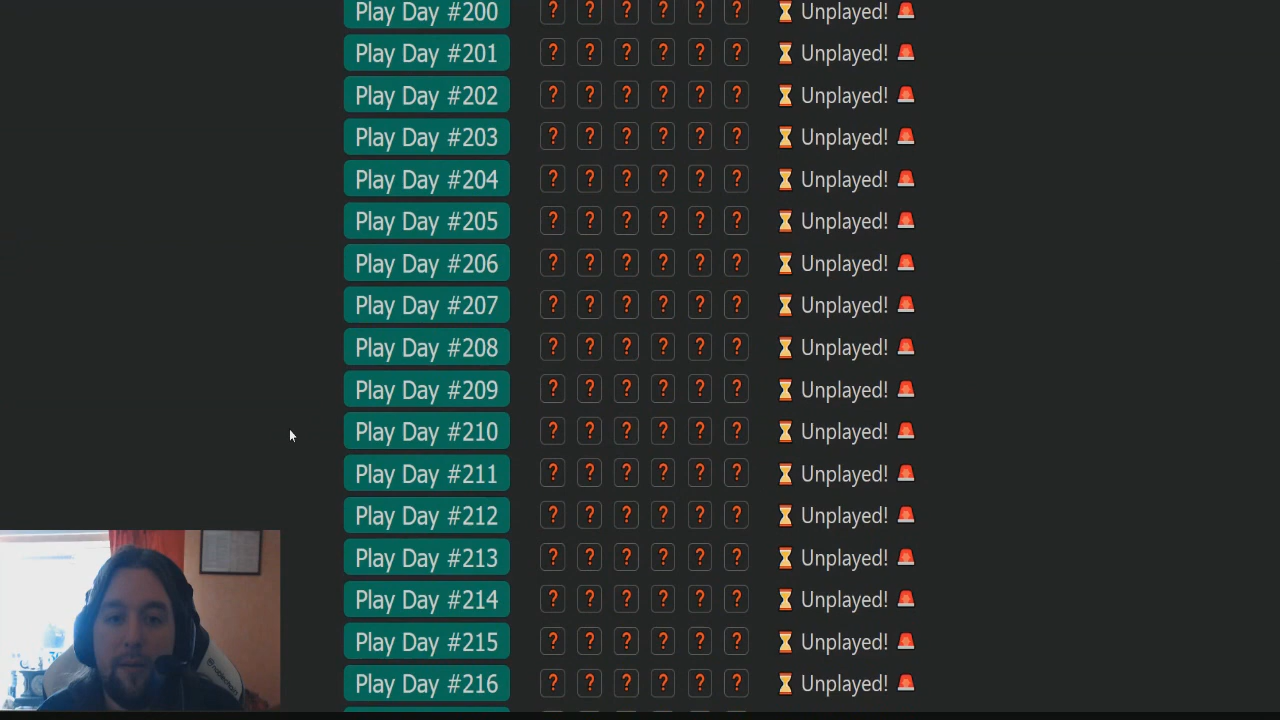 Play Day #200 ? ? ? ? ? ? Unplayed!
Play Day #201 ? ? ? ? ? ? Unplayed!
Play Day #202 ? ? ? ? ? ? Unplayed!
Play Day #203 ? ? ? ? ? ? Unplayed!
Play Day #204 ? ? ? ? ? ? Unplayed!
Play Day #205 ? ? ? ? ? ? Unplayed!
Play Day #206 ? ? ? ? ? ? Unplayed!
Play Day #207 ? ? ? ? ? ? Unplayed!
Play Day #208 ? ? ? ? ? ? Unplayed!
Play Day #209 ? ? ? ? ? ? Unplayed!
Play Day #210 ? ? ? ? ? ? Unplayed!
Play Day #211 ? ? ? ? ? ? Unplayed!
Play Day #212 ? ? ? ? ? ? Unplayed!
Play Day #213 ? ? ? ? ? ? Unplayed!
Play Day #214 ? ? ? ? ? ? Unplayed!
Play Day #215 ? ? ? ? ? ? Unplayed!
Play Day #216 ? ? ? ? ? ? Unplayed!